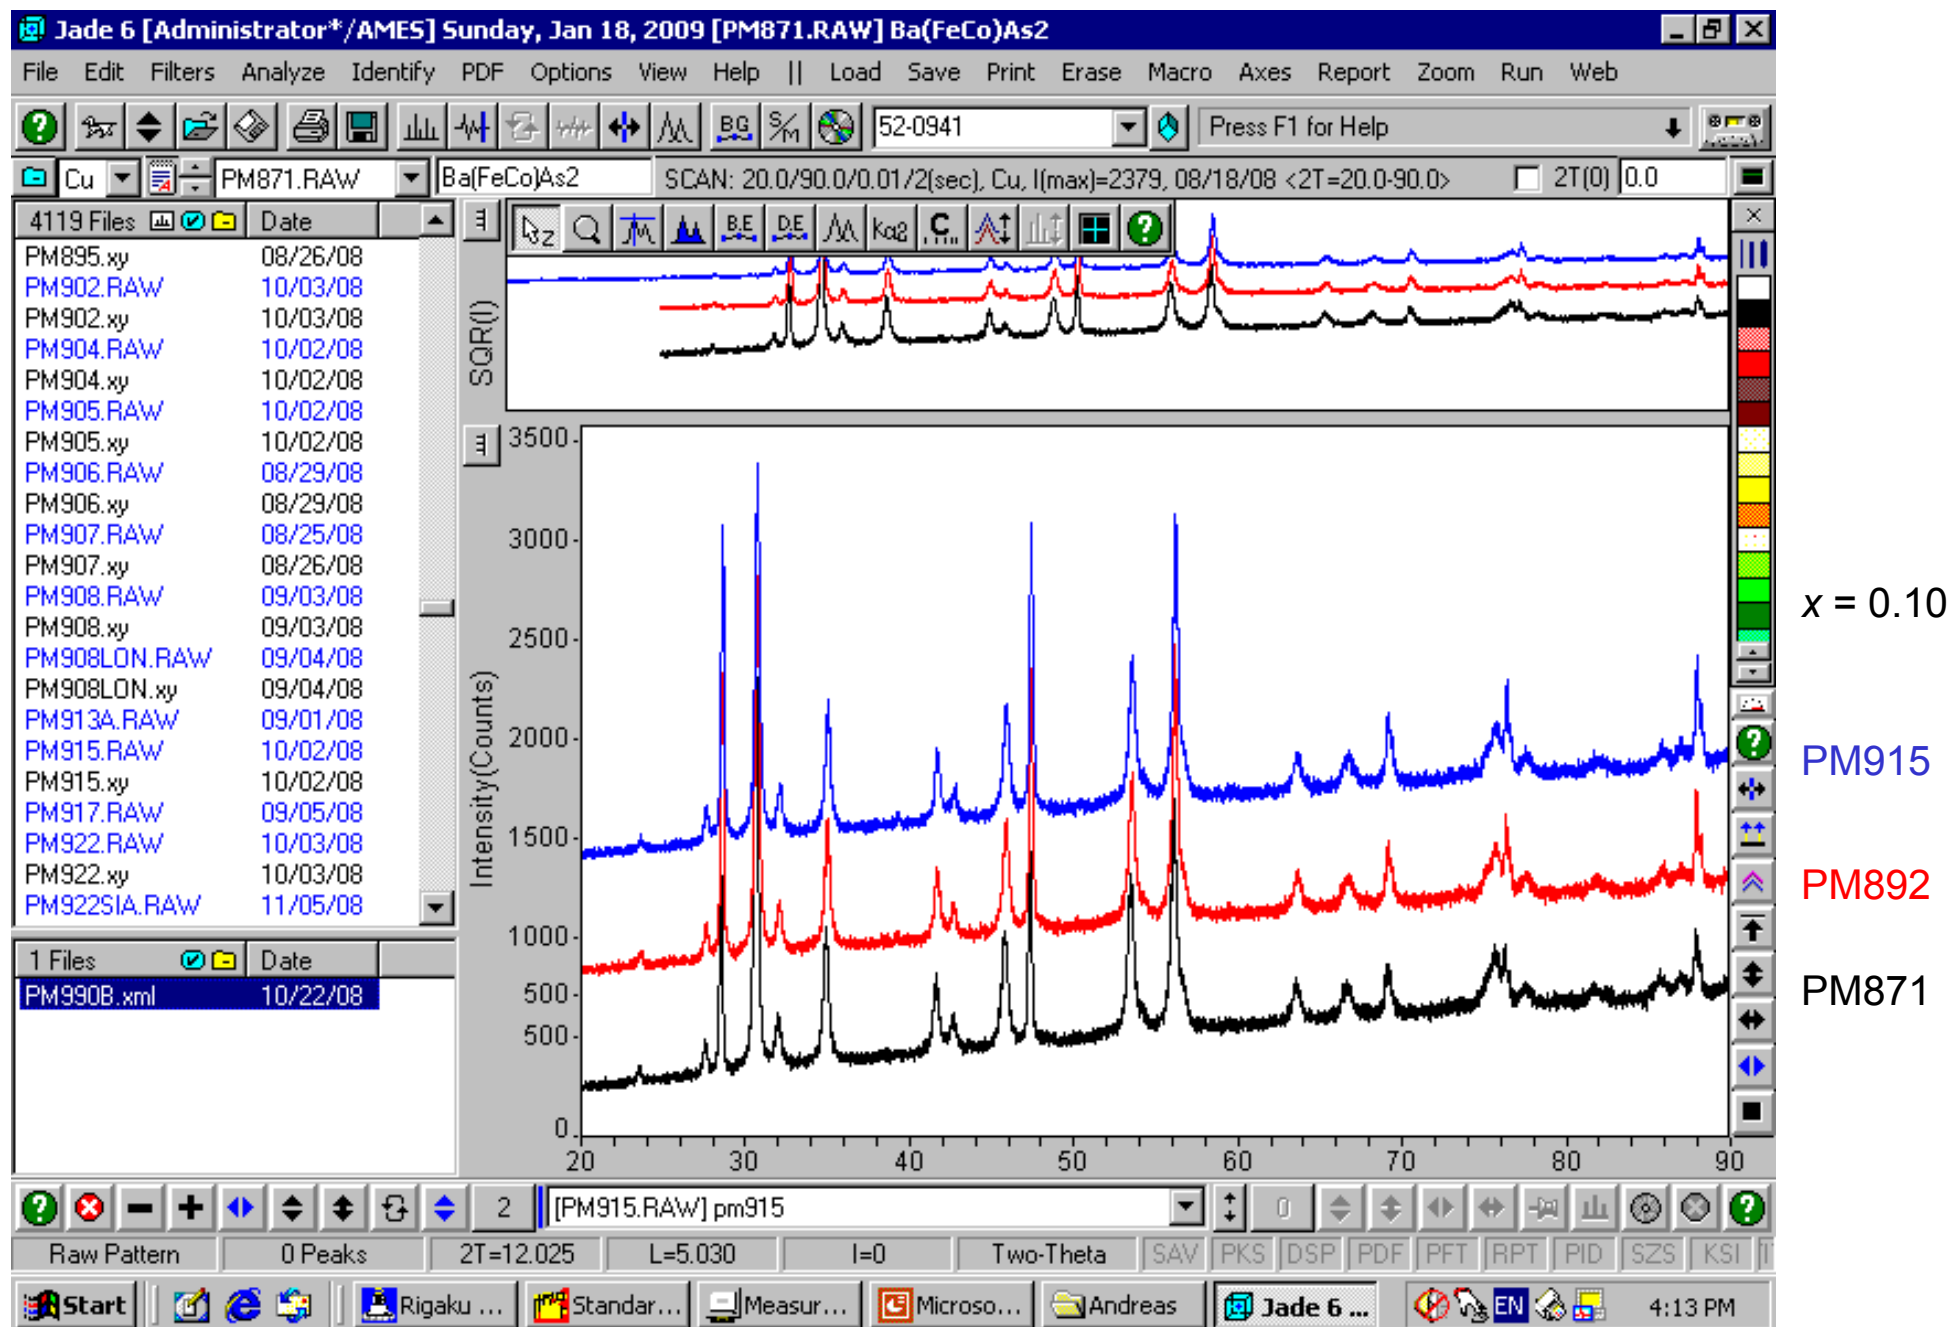 Jade 6 [Administrator*/AMES] Sunday, Jan 18, 2009 [PM871.RAW] Ba(FeCo)As2
File Edit Filters Analyze Identify PDF Options View Help || Load Save Print Erase Macro Axes Report Zoom Run Web
BG S/M 52-0941 Press F1 for Help
Cu PM871.RAW Ba(FeCo)As2 SCAN: 20.0/90.0/0.01/2(sec), Cu, I(max)=2379, 08/18/08 <2T=20.0-90.0> 2T(0) 0.0
4119 Files Date
PM895.xy 08/26/08
PM902.RAW 10/03/08
PM902.xy 10/03/08
PM904.RAW 10/02/08
PM904.xy 10/02/08
PM905.RAW 10/02/08
PM905.xy 10/02/08
PM906.RAW 08/29/08
PM906.xy 08/29/08
PM907.RAW 08/25/08
PM907.xy 08/26/08
PM908.RAW 09/03/08
PM908.xy 09/03/08
PM908LON.RAW 09/04/08
PM908LON.xy 09/04/08
PM913A.RAW 09/01/08
PM915.RAW 10/02/08
PM915.xy 10/02/08
PM917.RAW 09/05/08
PM922.RAW 10/03/08
PM922.xy 10/03/08
PM922SIA.RAW 11/05/08
1 Files Date
PM990B.xml 10/22/08
Z B.E. D.E. Kα2 C
SQR(I)
Intensity(Counts)
3500
3000
2500
2000
1500
1000
500
500
0
20 30 40 50 60 70 80 90
x = 0.10
PM915
PM892
PM871
2 [PM915.RAW] pm915 0
Raw Pattern 0 Peaks 2T=12.025 L=5.030 I=0 Two-Theta SAV PKS DSP PDF PFT RPT PID SZS KSI
Start Rigaku ... Standar... Measur... Microso... Andreas Jade 6 ... EN 4:13 PM